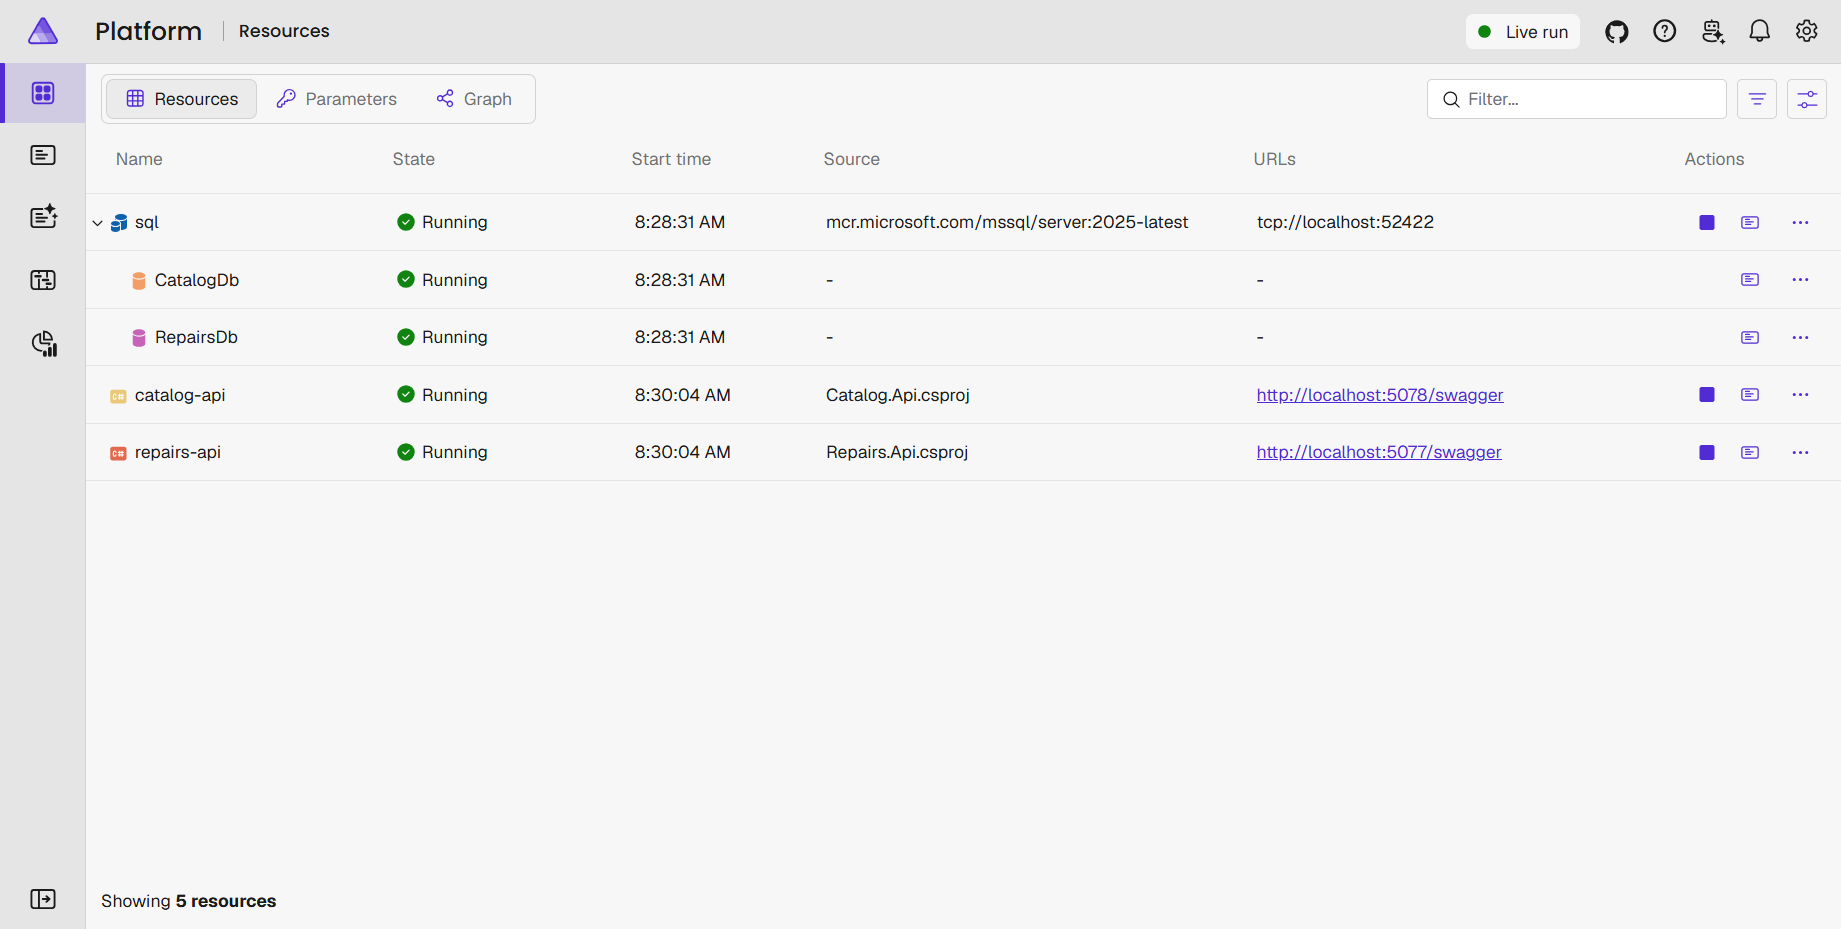 Platform
Resources
Live run
Resources
Parameters
Graph
Filter...
Name State Start time Source URLs Actions
sql Running 8:28:31 AM mcr.microsoft.com/mssql/server:2025-latest tcp://localhost:52422
CatalogDb Running 8:28:31 AM - -
RepairsDb Running 8:28:31 AM - -
C# catalog-api Running 8:30:04 AM Catalog.Api.csproj http://localhost:5078/swagger
C# repairs-api Running 8:30:04 AM Repairs.Api.csproj http://localhost:5077/swagger
Showing 5 resources